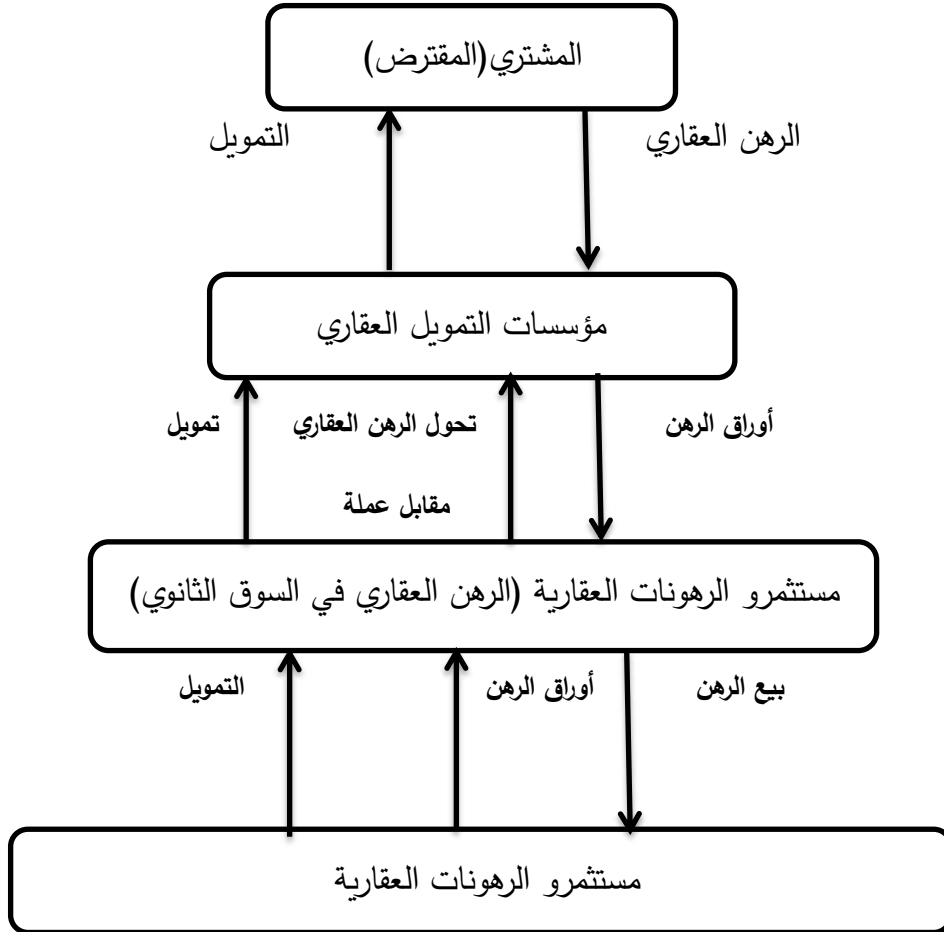 المشتري(المقترض)
الرهن العقاري
التمويل
مؤسسات التمويل العقاري
أوراق الرهن
تحول الرهن العقاري
تمويل
مقابل عملة
مستثمرو الرهونات العقارية (الرهن العقاري في السوق الثانوي)
بيع الرهن
أوراق الرهن
التمويل
مستثمرو الرهونات العقارية